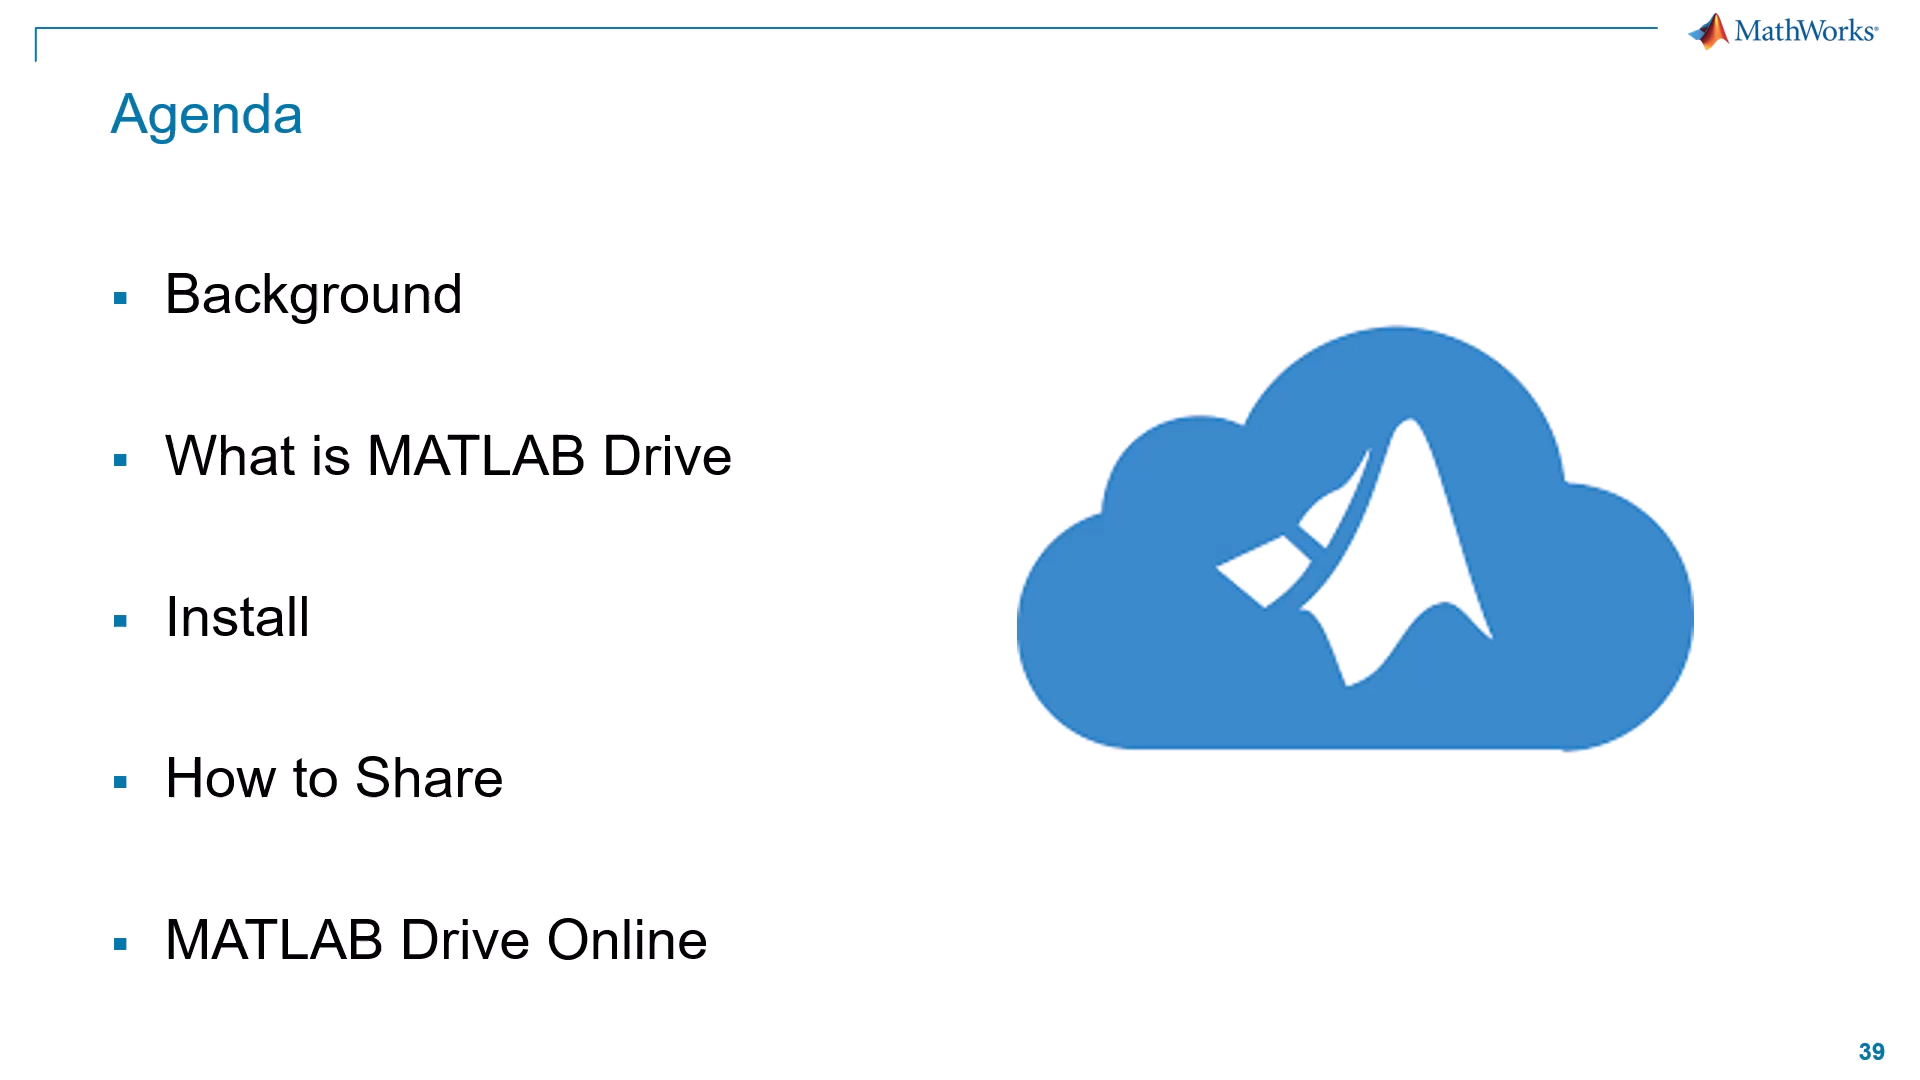 MathWorks®
Agenda
▪ Background
▪ What is MATLAB Drive
▪ Install
▪ How to Share
▪ MATLAB Drive Online
39